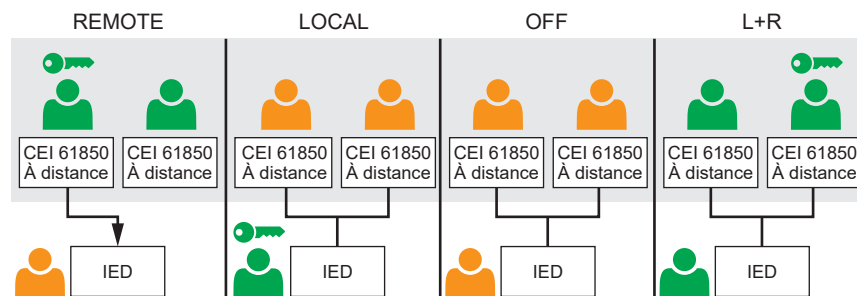 REMOTE
LOCAL
OFF
L+R
CEI 61850
À distance
CEI 61850
À distance
CEI 61850
À distance
CEI 61850
À distance
CEI 61850
À distance
CEI 61850
À distance
CEI 61850
À distance
CEI 61850
À distance
IED
IED
IED
IED